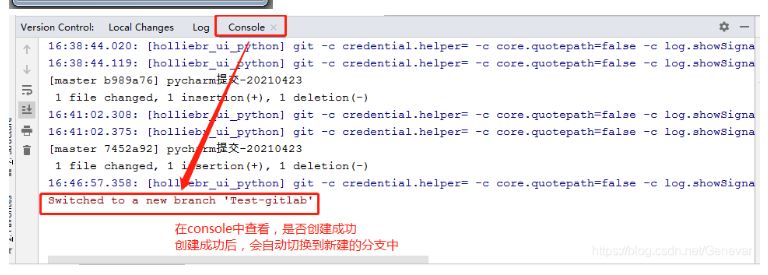 Version Control: Local Changes Log Console ×
16:38:44.020: [holliebr_ui_python] git -c credential.helper= -c core.quotepath=false -c log.showSigna
16:38:44.119: [holliebr_ui_python] git -c credential.helper= -c core.quotepath=false -c log.showSigna
[master b989a76] pycharm提交-20210423
1 file changed, 1 insertion(+), 1 deletion(-)
16:41:02.308: [holliebr_ui_python] git -c credential.helper= -c core.quotepath=false -c log.showSigna
16:41:02.375: [holliebr_ui_python] git -c credential.helper= -c core.quotepath=false -c log.showSigna
[master 7452a92] pycharm提交-20210423
1 file changed, 1 insertion(+), 1 deletion(-)
16:46:57.358: [holliebr_ui_python] git -c credential.helper= -c core.quotepath=false -c log.showSigna
Switched to a new branch 'Test-gitlab'
在console中查看，是否创建成功
创建成功后，会自动切换到新建的分支中
https://blog.csdn.net/Genever